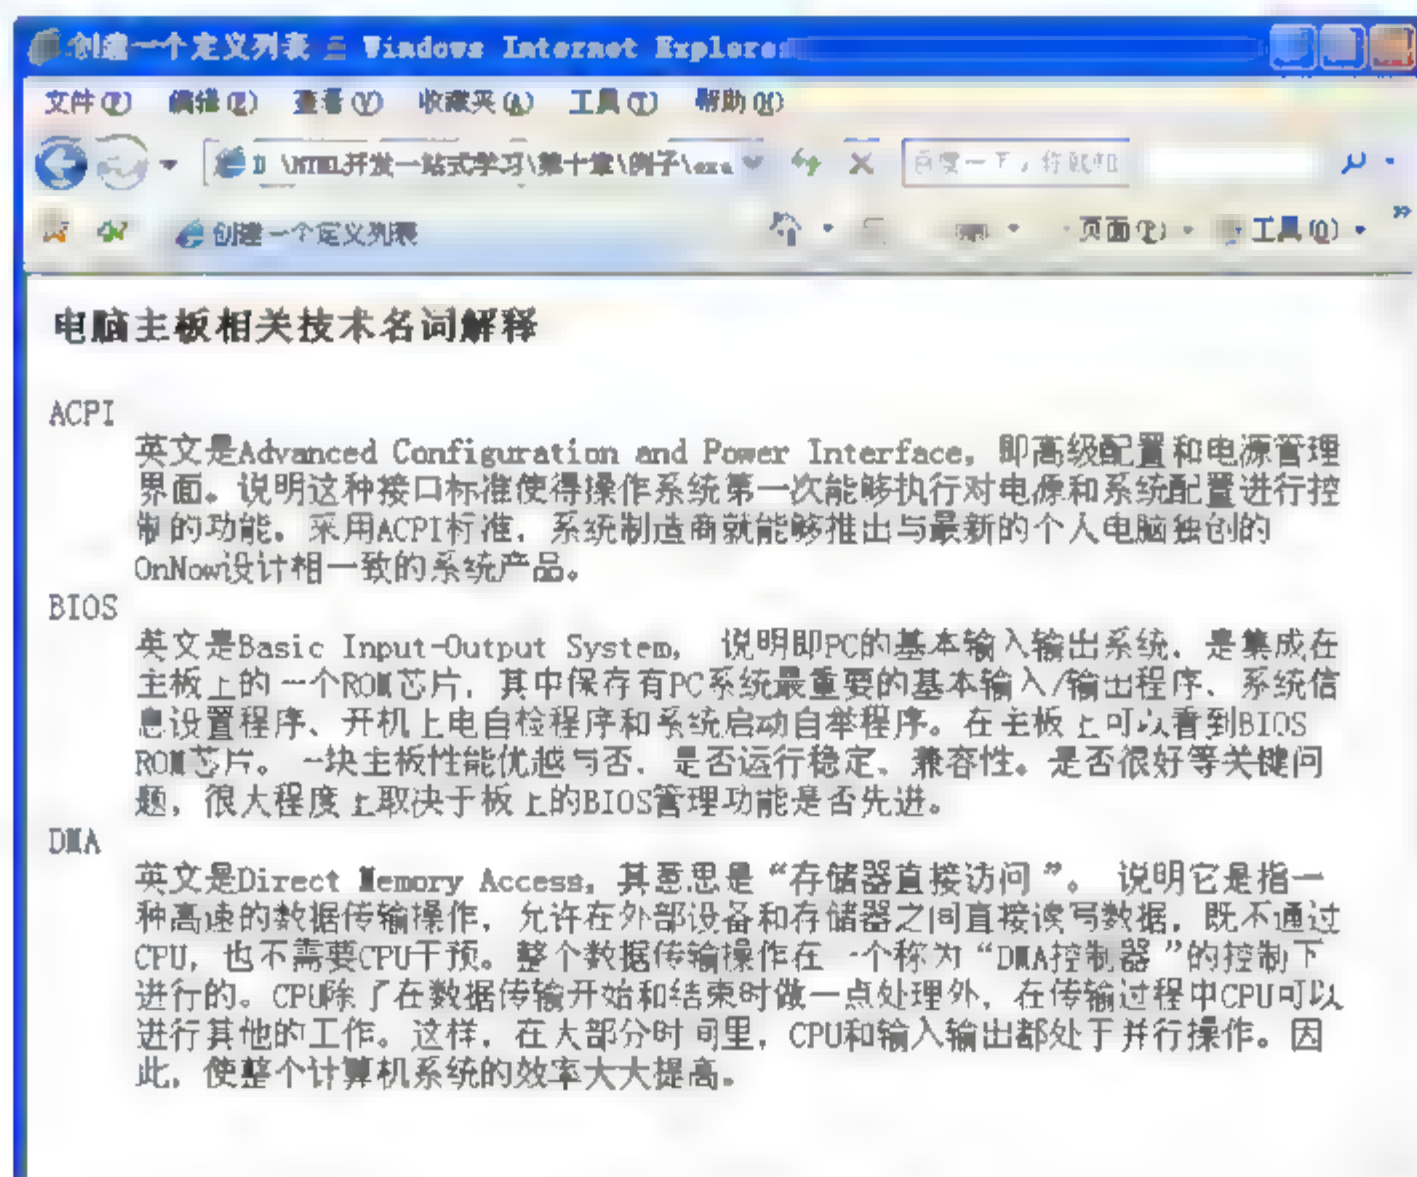 创建一个定义列表 - Windows Internet Explorer
文件(F) 编辑(E) 查看(V) 收藏夹(A) 工具(T) 帮助(H)
D:\HTML开发一站式学习\第十章\例子\exa 百度一下，你就知
创建一个定义列表 页面(P) 工具(O) »
电脑主板相关技术名词解释
ACPI
英文是Advanced Configuration and Power Interface，即高级配置和电源管理
界面。说明这种接口标准使得操作系统第一次能够执行对电源和系统配置进行控
制的功能。采用ACPI标准，系统制造商就能够推出与最新的个人电脑独创的
OnNow设计相一致的系统产品。
BIOS
英文是Basic Input-Output System， 说明即PC的基本输入输出系统，是集成在
主板上的一个ROM芯片，其中保存有PC系统最重要的基本输入/输出程序、系统信
息设置程序、开机上电自检程序和系统启动自举程序。在主板上可以看到BIOS
ROM芯片。一块主板性能优越与否，是否运行稳定、兼容性。是否很好等关键问
题，很大程度上取决于板上的BIOS管理功能是否先进。
DMA
英文是Direct Memory Access，其意思是“存储器直接访问”。 说明它是指一
种高速的数据传输操作，允许在外部设备和存储器之间直接读写数据，既不通过
CPU，也不需要CPU干预。整个数据传输操作在一个称为“DMA控制器”的控制下
进行的。CPU除了在数据传输开始和结束时做一点处理外，在传输过程中CPU可以
进行其他的工作。这样，在大部分时间里，CPU和输入输出都处于并行操作。因
此，使整个计算机系统的效率大大提高。